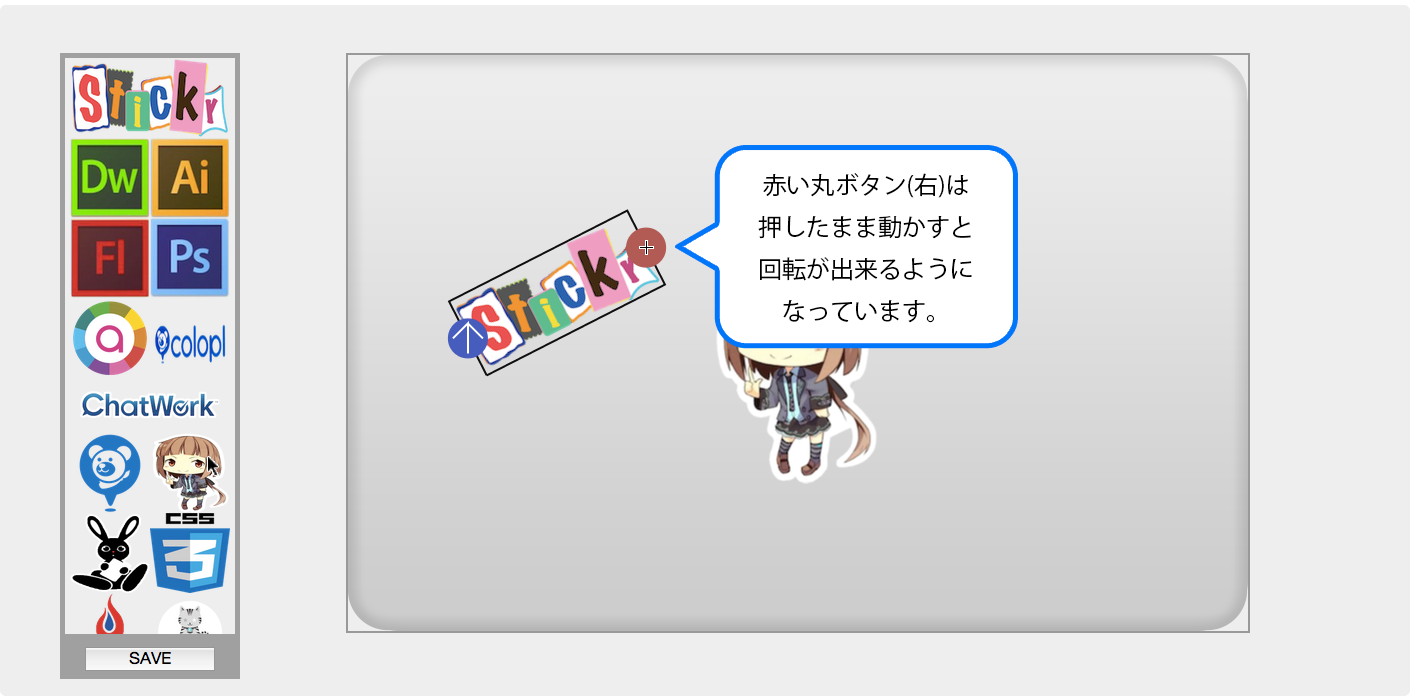 Sticky
Dw Ai
Fl Ps
a colopl
ChatWork
CSS
3
SAVE
Sticky
赤い丸ボタン(右)は
押したまま動かすと
回転が出来るように
なっています。